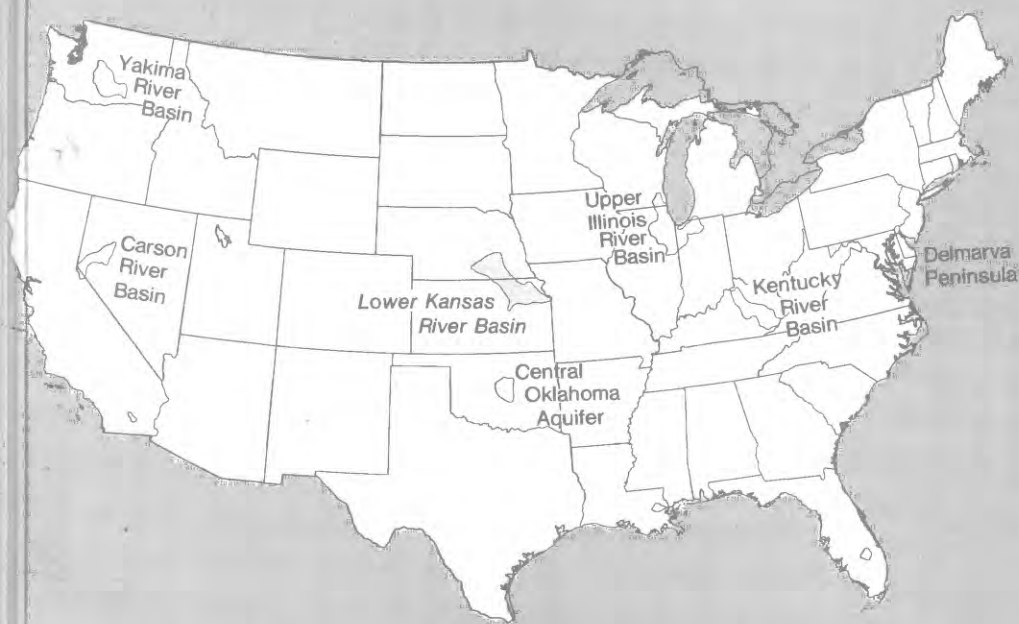 Yakima
River
Basin
Carson
River
Basin
Lower Kansas
River Basin
Central
Oklahoma
Aquifer
Upper
Illinois
River
Basin
Kentucky
River
Basin
Delmarva
Peninsula